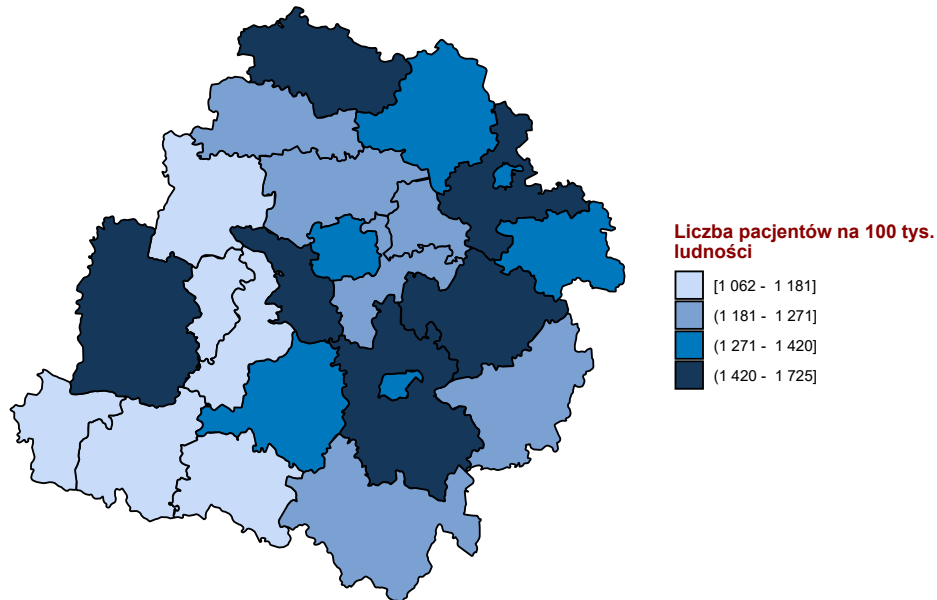 Liczba pacjentów na 100 tys.
ludności
[1 062 - 1 181]
(1 181 - 1 271]
(1 271 - 1 420]
(1 420 - 1 725]